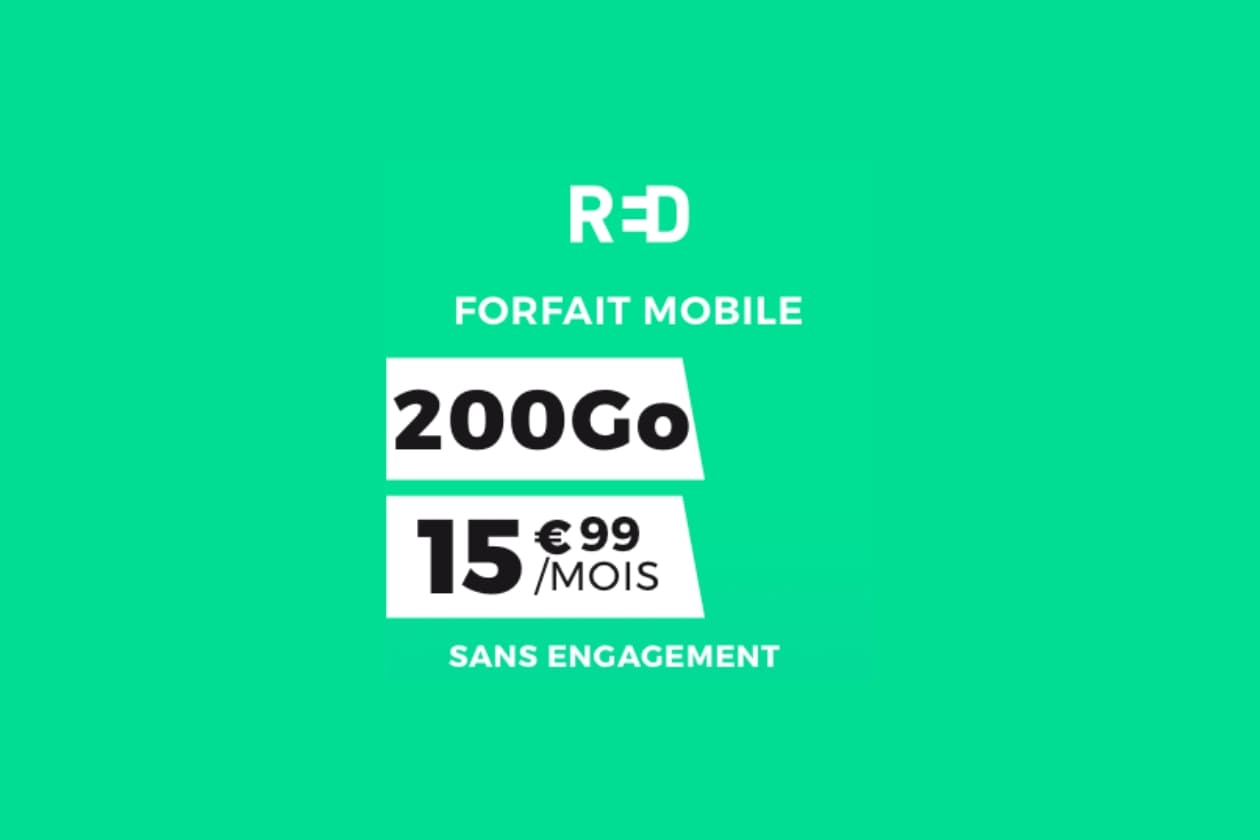 RED
FORFAIT MOBILE
200Go
15€99
/MOIS
SANS ENGAGEMENT